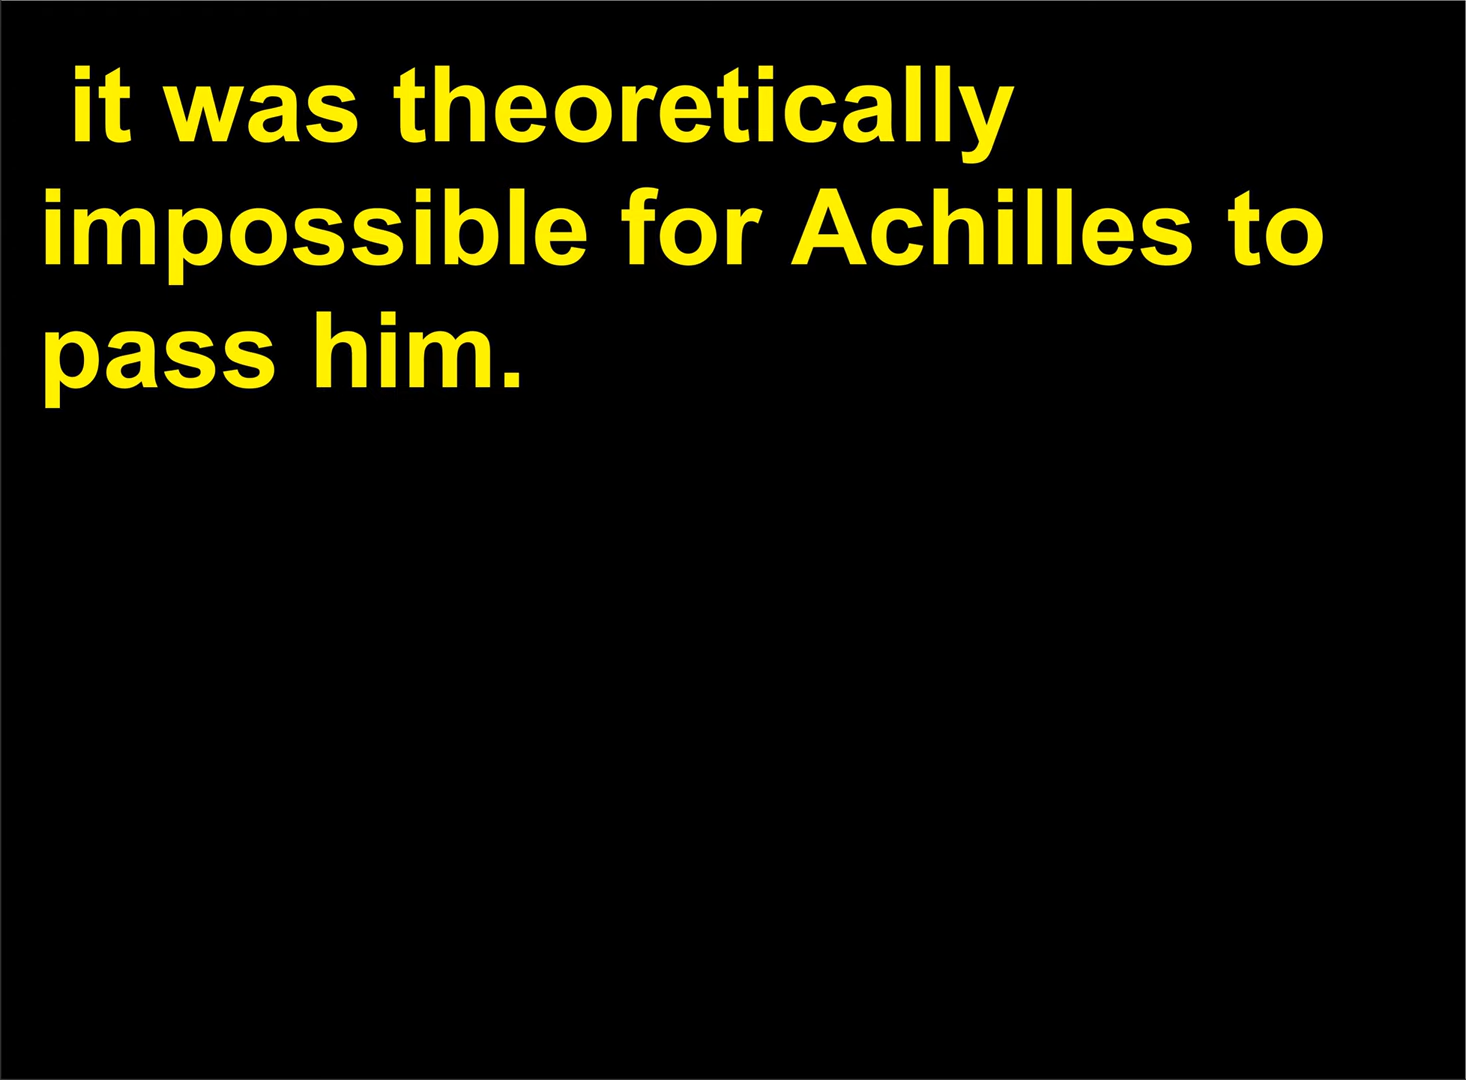 it was theoretically
impossible for Achilles to
pass him.